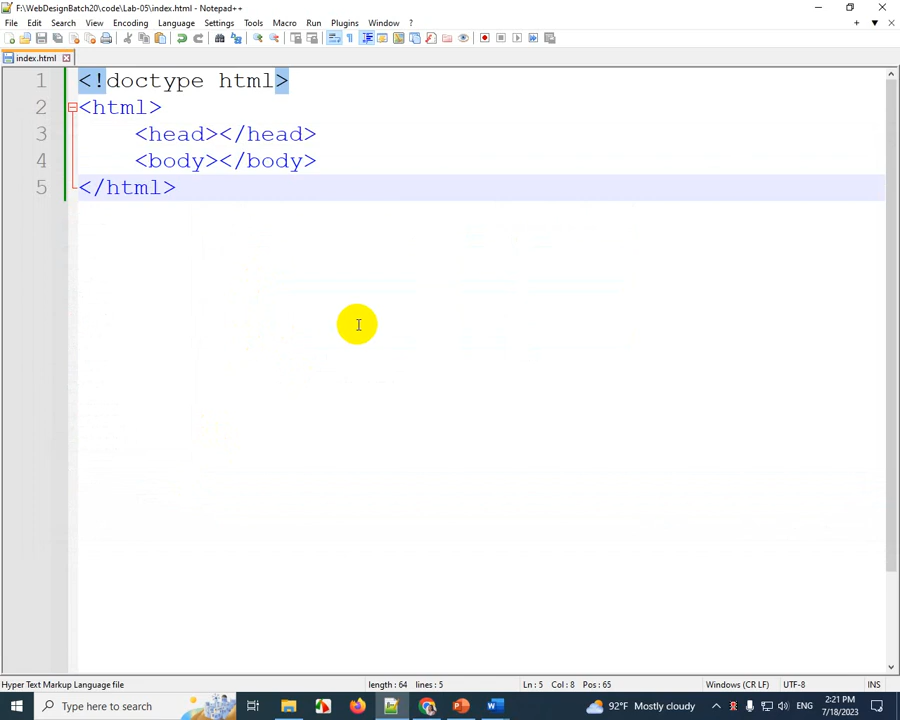 F:\WebDesignBatch20\code\Lab-05\index.html - Notepad++
File Edit Search View Encoding Language Settings Tools Macro Run Plugins Window ?
index.html
1 <!doctype html>
2 <html>
3 <head></head>
4 <body></body>
5 </html>
Hyper Text Markup Language file length : 64 lines : 5 Ln : 5 Col : 8 Pos : 65 Windows (CR LF) UTF-8 INS
Type here to search 92°F Mostly cloudy ENG 2:21 PM
7/18/2023